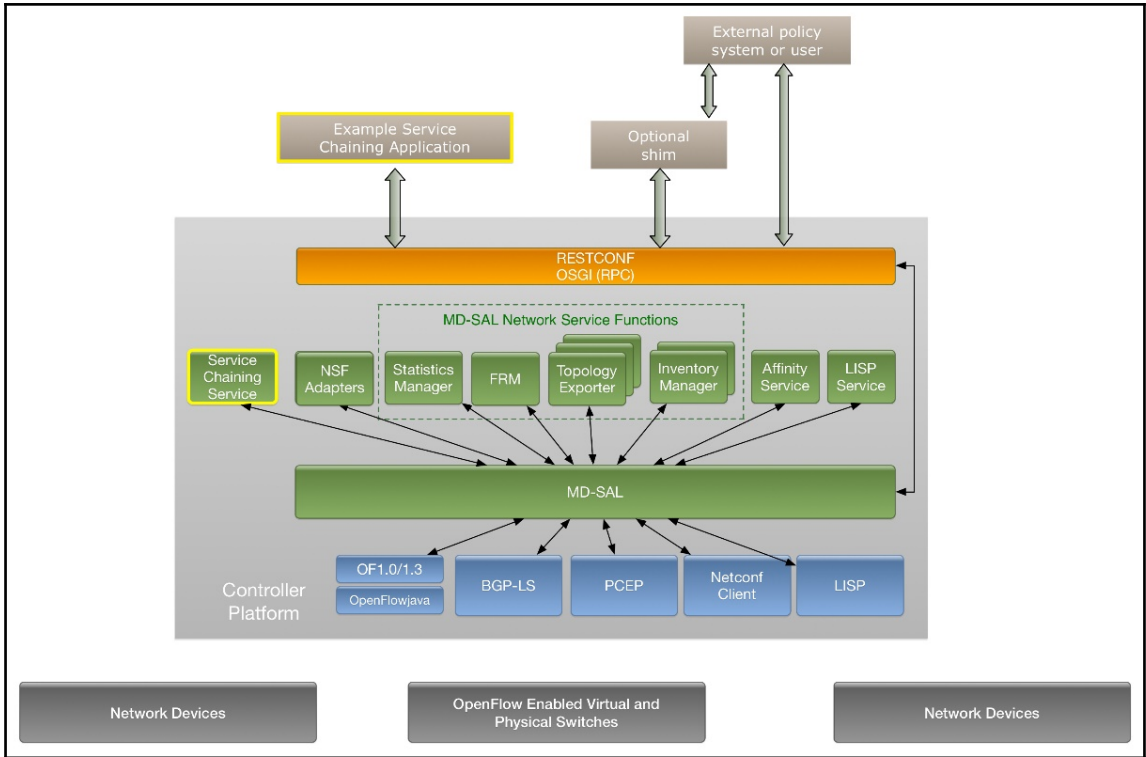 External policy
system or user
Example Service
Chaining Application
Optional
shim
RESTCONF
OSGI (RPC)
MD-SAL Network Service Functions
Service
Chaining
Service
NSF
Adapters
Statistics
Manager
FRM
Topology
Exporter
Inventory
Manager
Affinity
Service
LISP
Service
MD-SAL
OF1.0/1.3
OpenFlowjava
BGP-LS
PCEP
Netconf
Client
LISP
Controller
Platform
Network Devices
OpenFlow Enabled Virtual and
Physical Switches
Network Devices